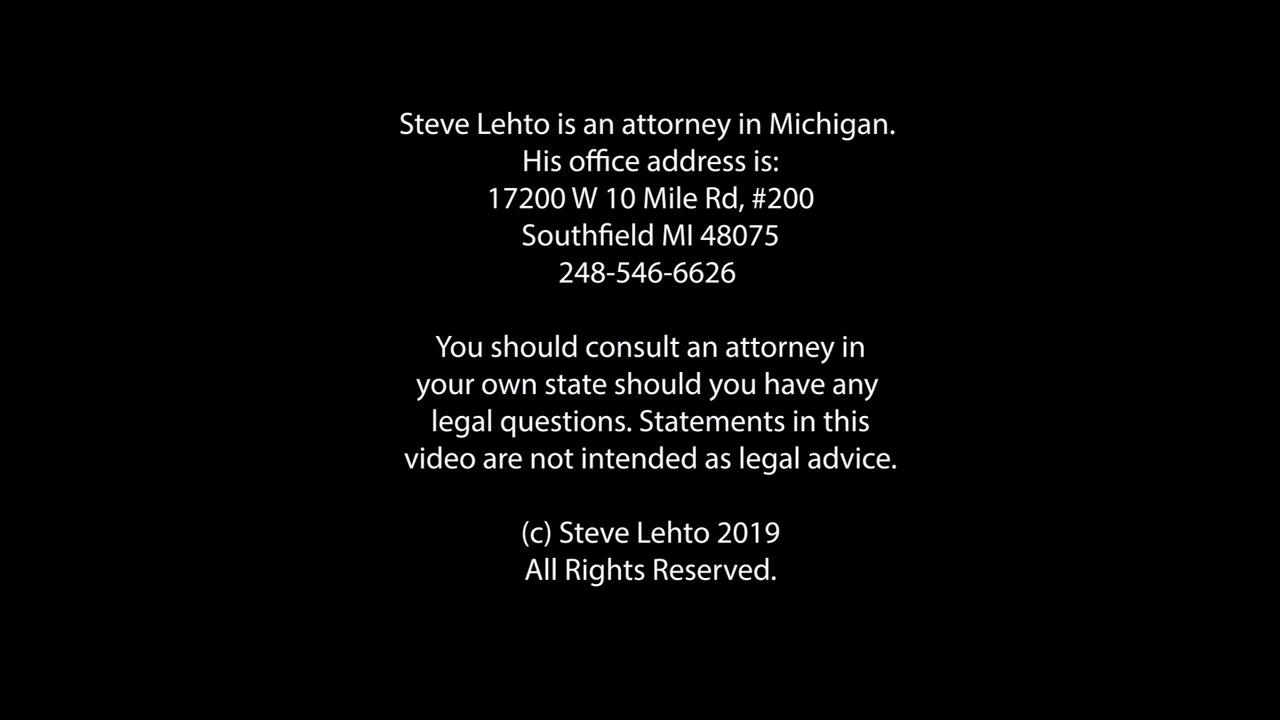 Steve Lehto is an attorney in Michigan.
His office address is:
17200 W 10 Mile Rd, #200
Southfield MI 48075
248-546-6626
You should consult an attorney in
your own state should you have any
legal questions. Statements in this
video are not intended as legal advice.
(c) Steve Lehto 2019
All Rights Reserved.